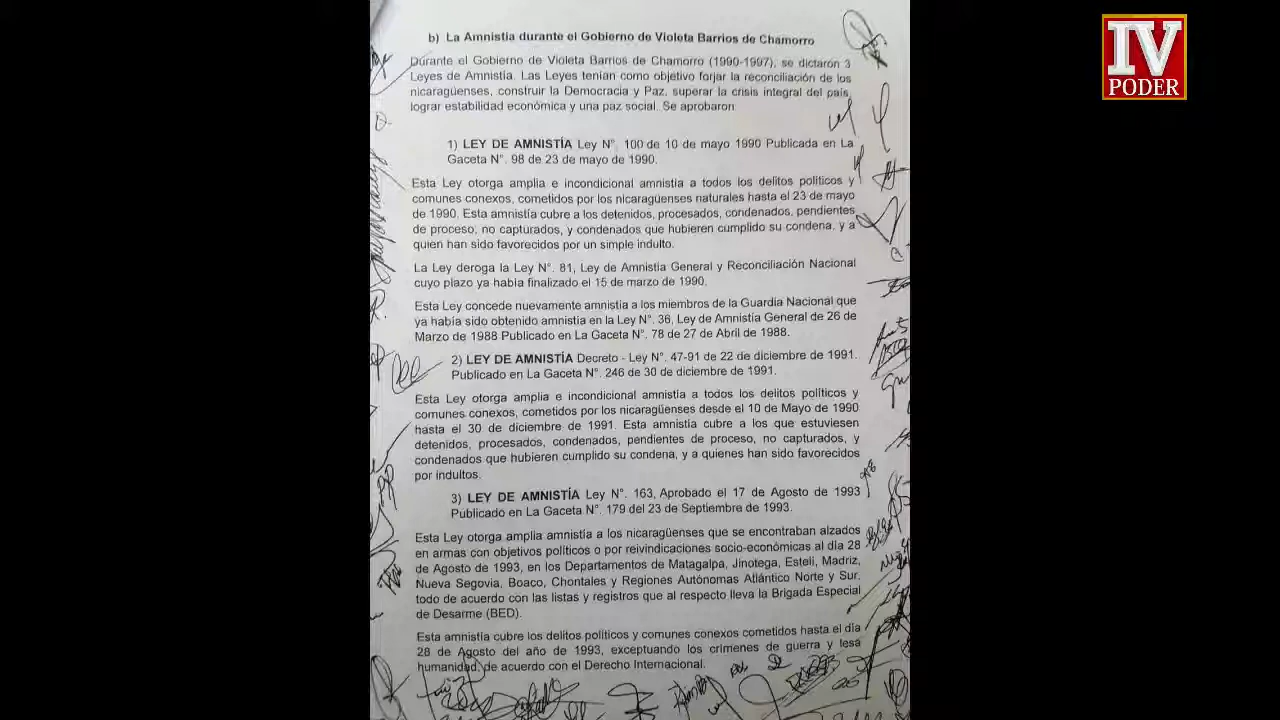 IV
PODER
b) La Amnistía durante el Gobierno de Violeta Barrios de Chamorro
Durante el Gobierno de Violeta Barrios de Chamorro (1990-1997), se dictarón 3
Leyes de Amnistía. Las Leyes tenían como objetivo forjar la reconciliación de los
nicaragüenses, construir la Democracia y Paz, superar la crisis integral del país,
lograr estabilidad económica y una paz social. Se aprobaron:
1) LEY DE AMNISTÍA Ley N°. 100 de 10 de mayo 1990 Publicada en La
Gaceta N°. 98 de 23 de mayo de 1990.
Esta Ley otorga amplia e incondicional amnistia a todos los delitos políticos y
comunes conexos, cometidos por los nicaragüenses naturales hasta el 23 de mayo
de 1990. Esta amnistía cubre a los detenidos, procesados, condenados, pendientes
de proceso, no capturados, y condenados que hubieren cumplido su condena, y a
quien han sido favorecidos por un simple indulto.
La Ley deroga la Ley N°. 81, Ley de Amnistia General y Reconciliación Nacional
cuyo plazo ya había finalizado el 15 de marzo de 1990.
Esta Ley concede nuevamente amnistia a los miembros de la Guardia Nacional que
ya había sido obtenido amnistia en la Ley N°. 36, Ley de Amnistía General de 26 de
Marzo de 1988 Publicado en La Gaceta N°. 78 de 27 de Abril de 1988.
2) LEY DE AMNISTÍA Decreto - Ley N°. 47-91 de 22 de diciembre de 1991.
Publicado en La Gaceta N°. 246 de 30 de diciembre de 1991.
Esta Ley otorga amplia e incondicional amnistia a todos los delitos políticos y
comunes conexos, cometidos por los nicaragüenses desde el 10 de Mayo de 1990
hasta el 30 de diciembre de 1991. Esta amnistia cubre a los que estuviesen
detenidos, procesados, condenados, pendientes de proceso, no capturados, y
condenados que hubieren cumplido su condena, y a quienes han sido favorecidos
por indultos.
3) LEY DE AMNISTÍA Ley N°. 163, Aprobado el 17 de Agosto de 1993
Publicado en La Gaceta N°. 179 del 23 de Septiembre de 1993.
Esta Ley otorga amplia amnistia a los nicaragüenses que se encontraban alzados
en armas con objetivos políticos o por reivindicaciones socio-económicas al día 28
de Agosto de 1993, en los Departamentos de Matagalpa, Jinotega, Estelí, Madriz,
Nueva Segovia, Boaco, Chontales y Regiones Autónomas Atlántico Norte y Sur.
todo de acuerdo con las listas y registros que al respecto lleva la Brigada Especial
de Desarme (BED).
Esta amnistia cubre los delitos políticos y comunes conexos cometidos hasta el día
28 de Agosto del año de 1993, exceptuando los crimenes de guerra y lesa
humanidad, de acuerdo con el Derecho Internacional.